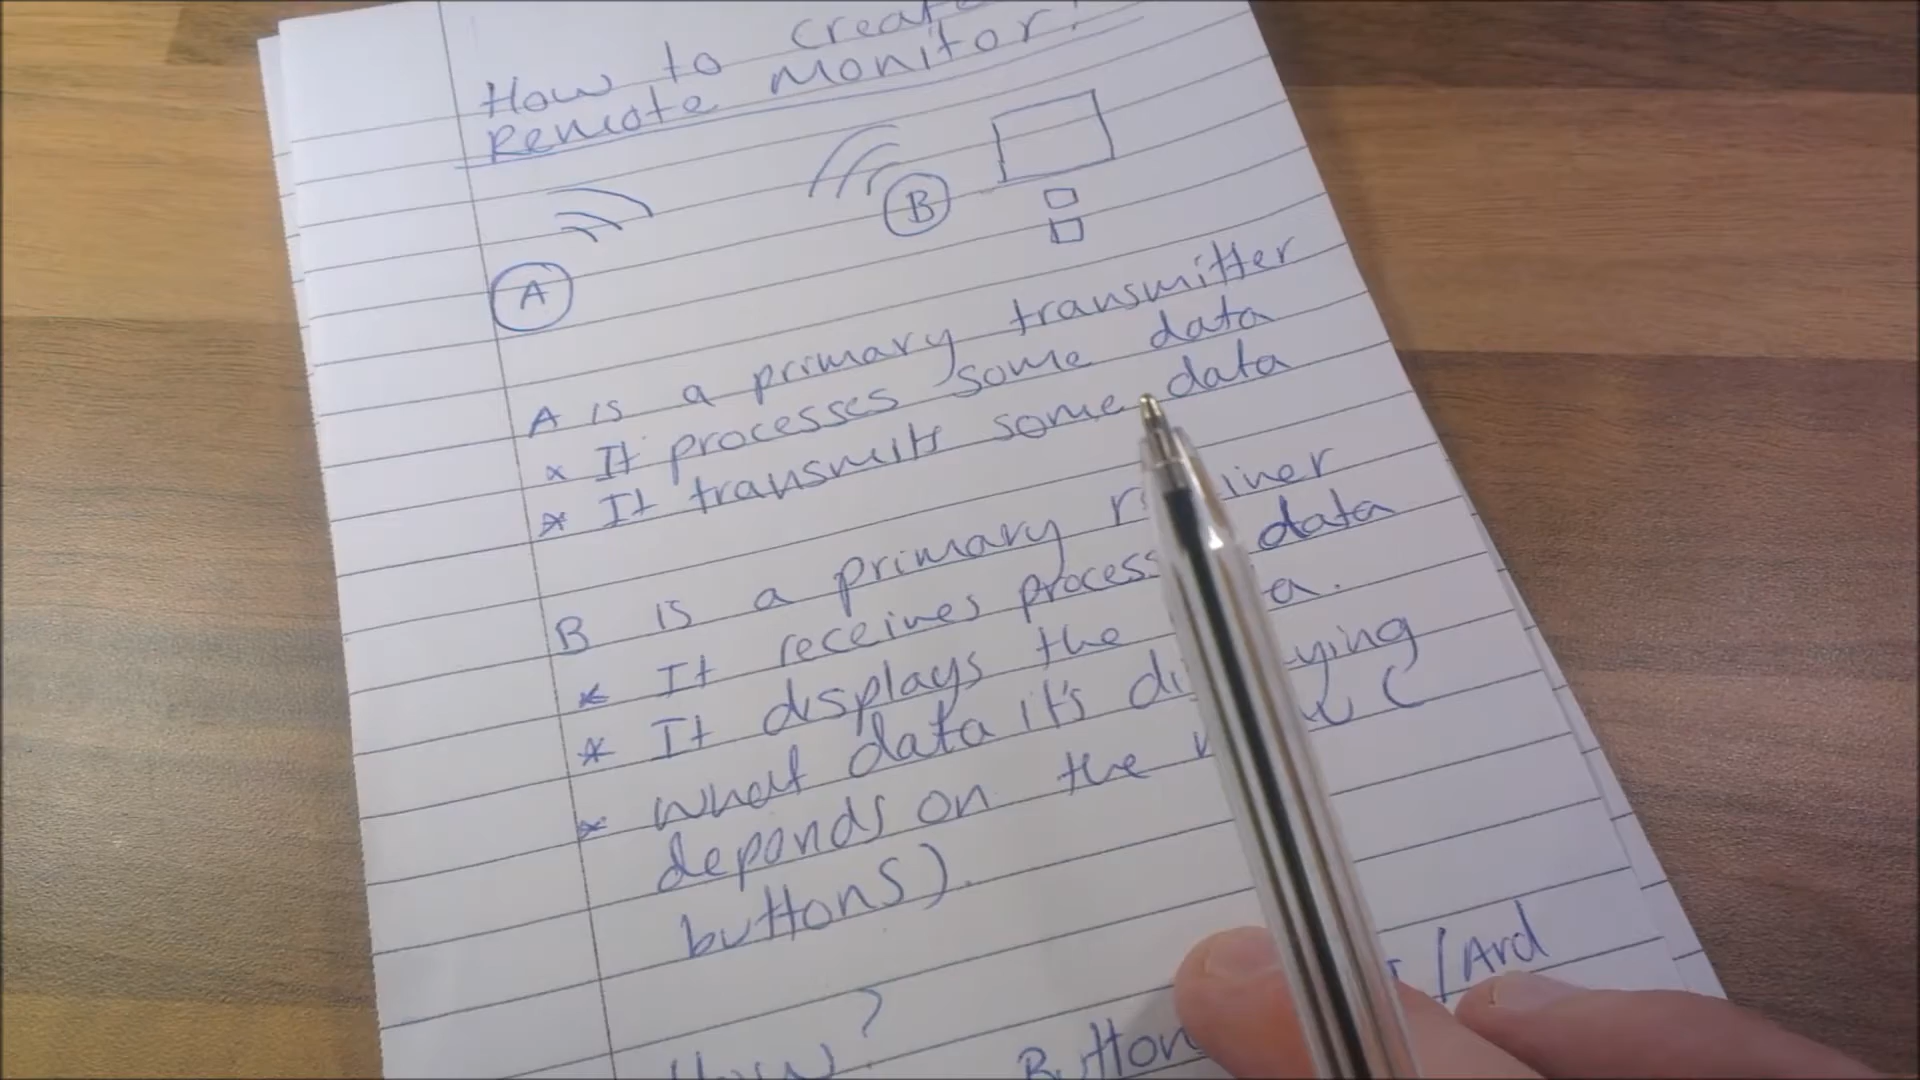 How to Create
Remote Monitor!
B
A
A is a primary transmitter
* It processes some data
* It transmits some data
B is a primary
* It receives data
* It displays the
* What data it's
depends on the (
buttons).
How?
/Ard
Button